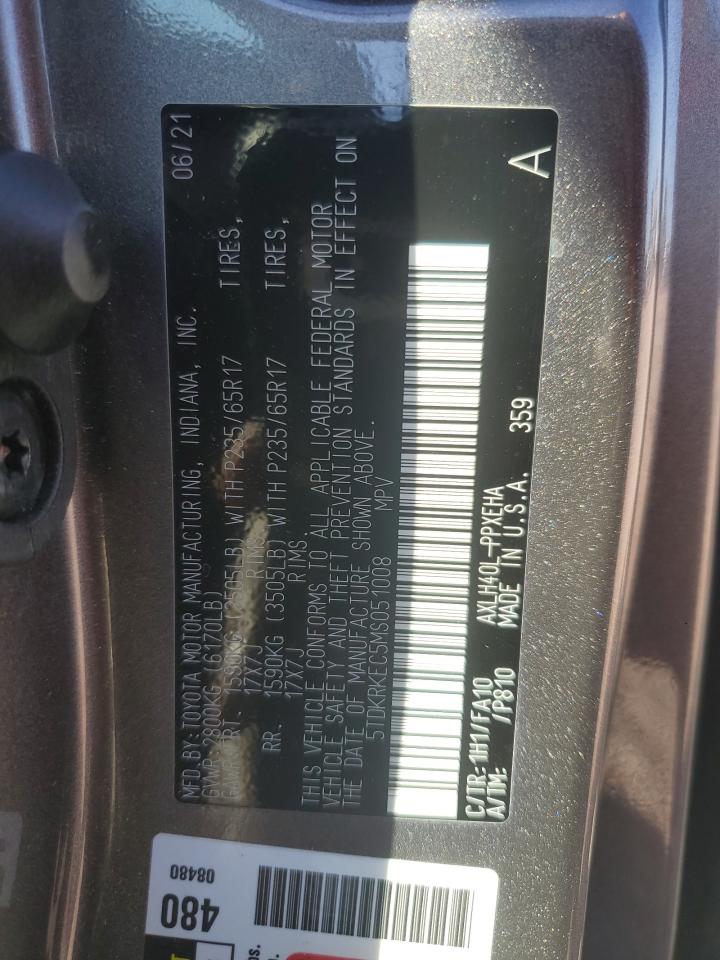 MFD.BY:TOYOTA MOTOR MANUFACTURING, INDIANA, INC. 06/21
GVWR:2800KG (6170LB)
GAWR FRT. 1590KG (3505LB) WITH P235/65R17 TIRES,
17X7J RIMS,
RR. 1590KG (3505LB) WITH P235/65R17 TIRES,
17X7J RIMS.
THIS VEHICLE CONFORMS TO ALL APPLICABLE FEDERAL MOTOR
VEHICLE SAFETY AND THEFT PREVENTION STANDARDS IN EFFECT ON
THE DATE OF MANUFACTURE SHOWN ABOVE.
5TDKRKEC5MS051008 MPV
C/TR:1H1/FA10 AXLH40L-PPXEHA
A/TM: /P810 MADE IN U.S.A. 359 A
480
08480